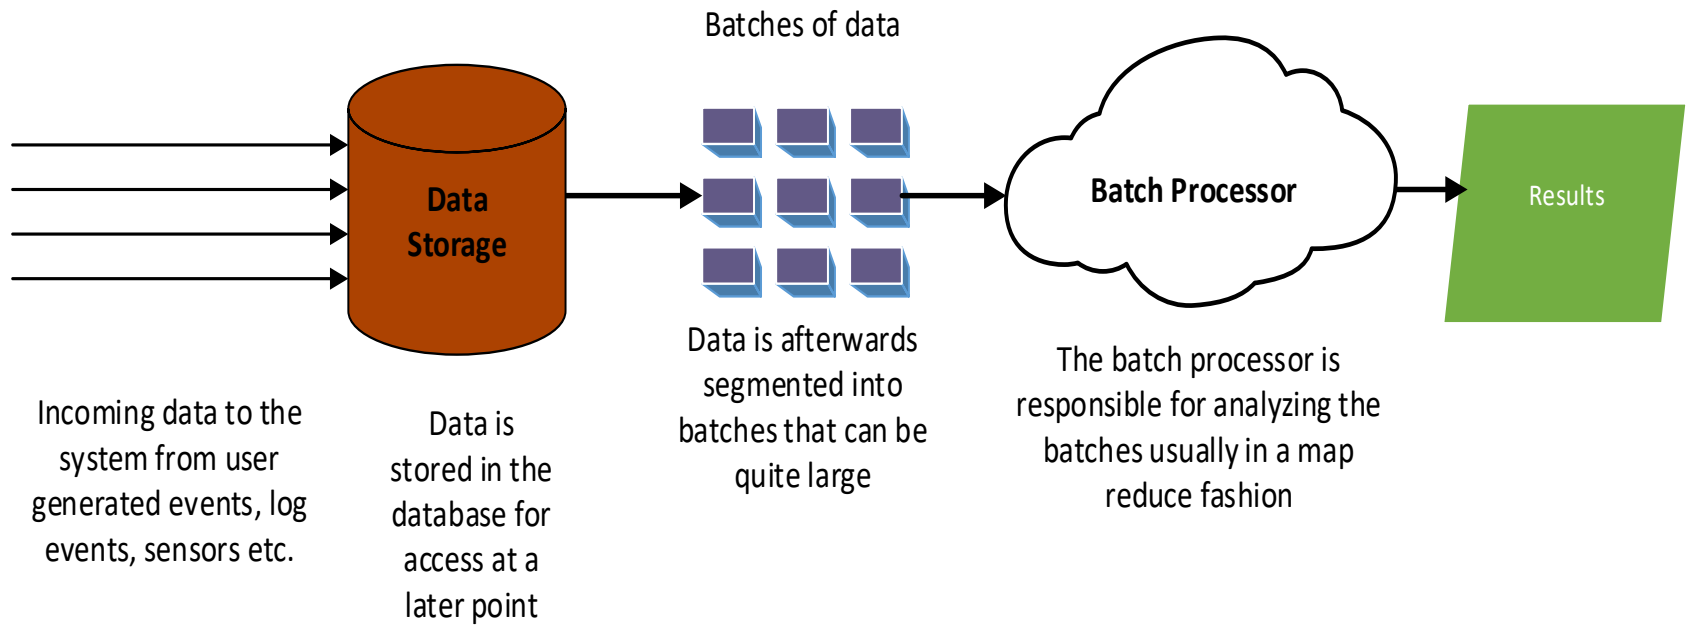 Batches of data
Data
Storage
Batch Processor
Results
Incoming data to the
system from user
generated events, log
events, sensors etc.
Data is
stored in the
database for
access at a
later point
Data is afterwards
segmented into
batches that can be
quite large
The batch processor is
responsible for analyzing the
batches usually in a map
reduce fashion